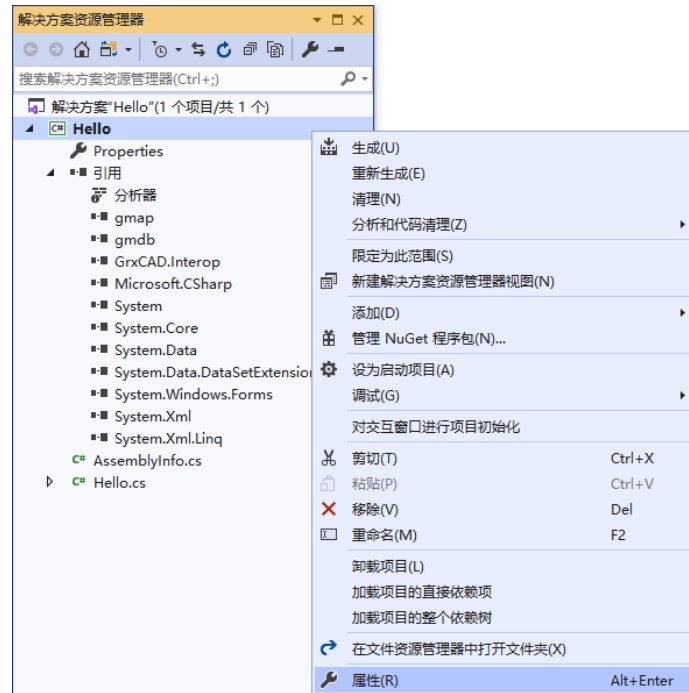 解决方案资源管理器
搜索解决方案资源管理器(Ctrl+;)
解决方案"Hello"(1 个项目/共 1 个)
C# Hello
Properties
引用
分析器
gmap
gmdb
GrxCAD.Interop
Microsoft.CSharp
System
System.Core
System.Data
System.Data.DataSetExtension
System.Windows.Forms
System.Xml
System.Xml.Linq
C# AssemblyInfo.cs
C# Hello.cs
生成(U)
重新生成(E)
清理(N)
分析和代码清理(Z)
限定为此范围(S)
新建解决方案资源管理器视图(N)
添加(D)
管理 NuGet 程序包(N)...
设为启动项目(A)
调试(G)
对交互窗口进行项目初始化
剪切(T) Ctrl+X
粘贴(P) Ctrl+V
移除(V) Del
重命名(M) F2
卸载项目(L)
加载项目的直接依赖项
加载项目的整个依赖树
在文件资源管理器中打开文件夹(X)
属性(R) Alt+Enter